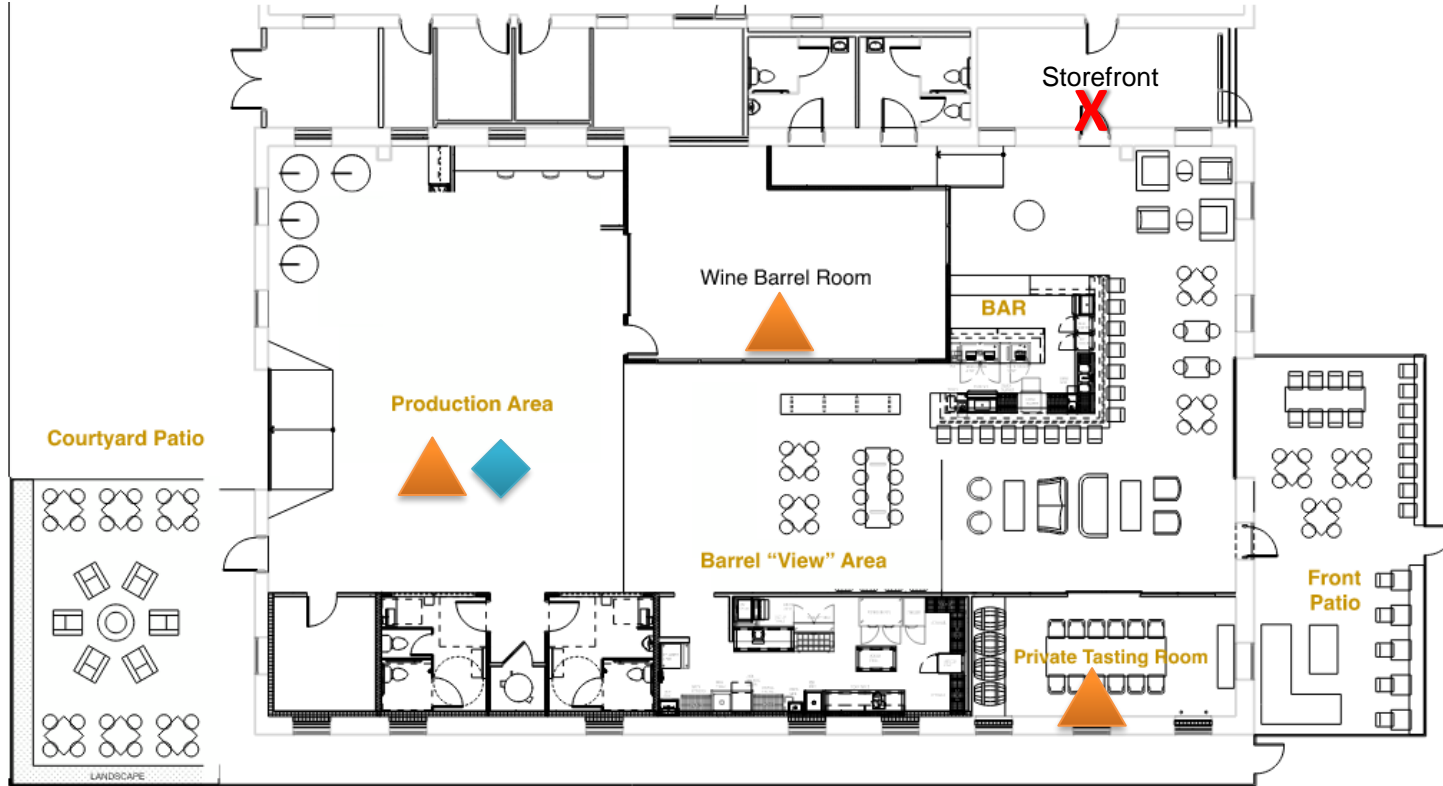 Storefront
X
Wine Barrel Room
BAR
Production Area
Courtyard Patio
Barrel “View” Area
Front
Patio
Private Tasting Room
LANDSCAPE